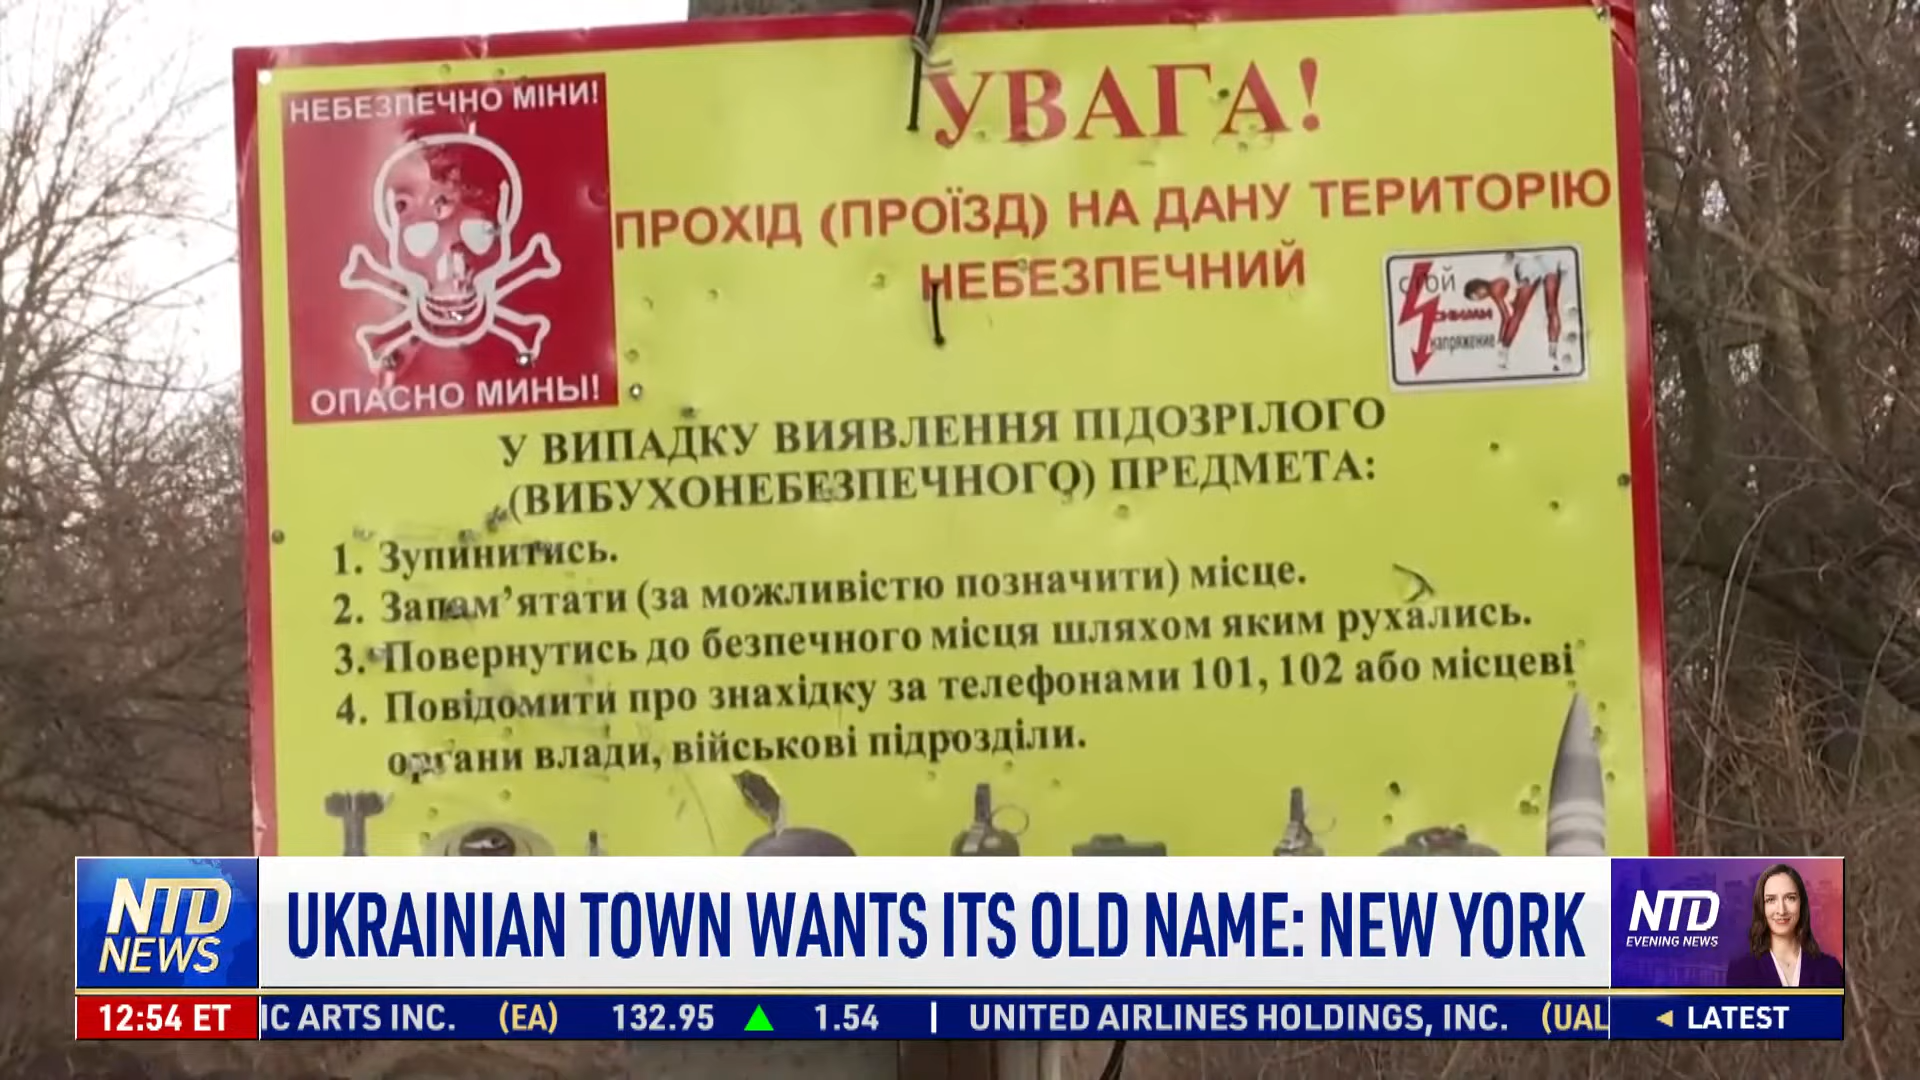 НЕБЕЗПЕЧНО МІНИ!
ОПАСНО МИНЫ!
УВАГА!
ПРОХІД (ПРОЇЗД) НА ДАНУ ТЕРИТОРІЮ
НЕБЕЗПЕЧНИЙ
СТОЙ
СНИМИ
напряжение
У ВИПАДКУ ВИЯВЛЕННЯ ПІДОЗРІЛОГО
(ВИБУХОНЕБЕЗПЕЧНОГО) ПРЕДМЕТА:
1. Зупинитись.
2. Запам’ятати (за можливістю позначити) місце.
3. Повернутись до безпечного місця шляхом яким рухались.
4. Повідомити про знахідку за телефонами 101, 102 або місцеві
органи влади, військові підрозділи.
NTD
NEWS
UKRAINIAN TOWN WANTS ITS OLD NAME: NEW YORK
NTD
EVENING NEWS
12:54 ET
IC ARTS INC. (EA) 132.95 ▲ 1.54 | UNITED AIRLINES HOLDINGS, INC. (UAL
◄ LATEST